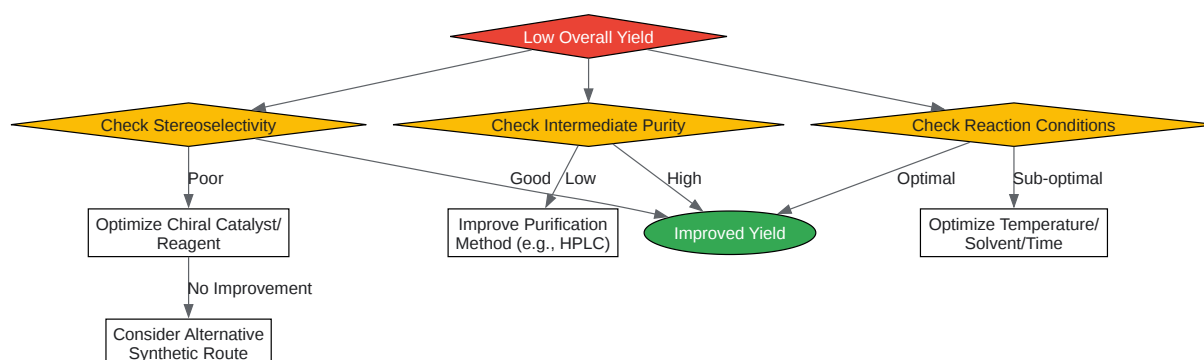 Low Overall Yield
Check Stereoselectivity
Check Intermediate Purity
Check Reaction Conditions
Poor
Good
Low
High
Optimal
Sub-optimal
Optimize Chiral Catalyst/
Reagent
Improve Purification
Method (e.g., HPLC)
Improved Yield
Optimize Temperature/
Solvent/Time
No Improvement
Consider Alternative
Synthetic Route